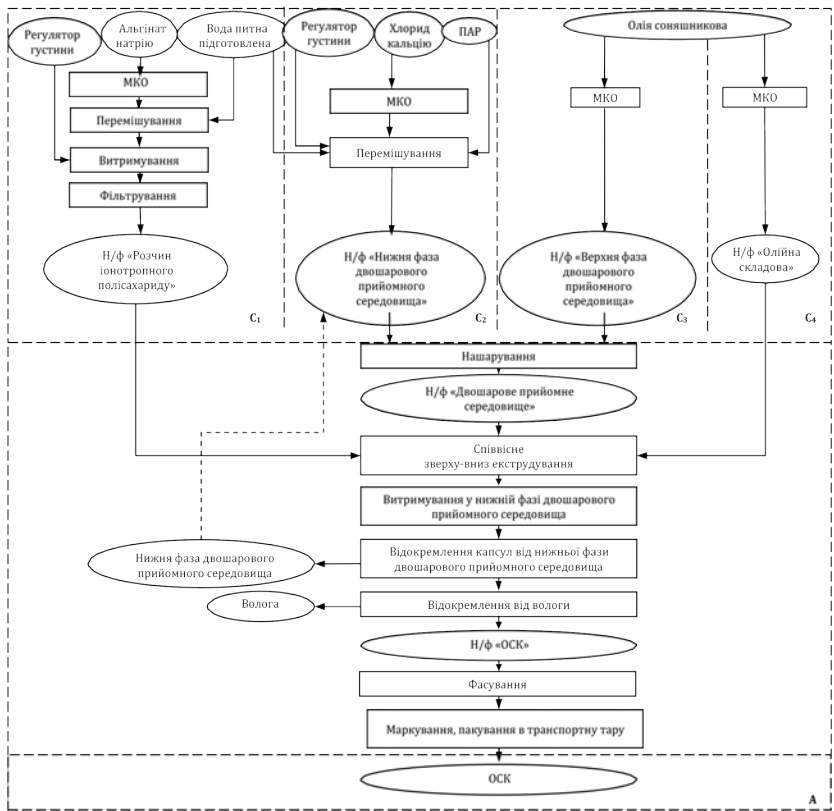 Регулятор
густини
Альгінат
натрію
Вода питна
підготовлена
МКО
Перемішування
Витримування
Фільтрування
Н/ф «Розчин
іонотропного
полісахариду»
С₁
Регулятор
густини
Хлорид
кальцію
ПАР
МКО
Перемішування
Н/ф «Нижня фаза
двошарового
прийомного
середовища»
С₂
Олія соняшникова
МКО
Н/ф «Верхня фаза
двошарового
прийомного
середовища»
С₃
МКО
Н/ф «Олійна
складова»
С₄
Нашарування
Н/ф «Двошарове прийомне
середовище»
Співвісне
зверху-вниз екструдування
Витримування у нижній фазі двошарового
прийомного середовища
Відокремлення капсул від нижньої фази
двошарового прийомного середовища
Нижня фаза двошарового
прийомного середовища
Відокремлення від вологи
Волога
Н/ф «ОСК»
Фасування
Маркування, пакування в транспортну тару
ОСК
А